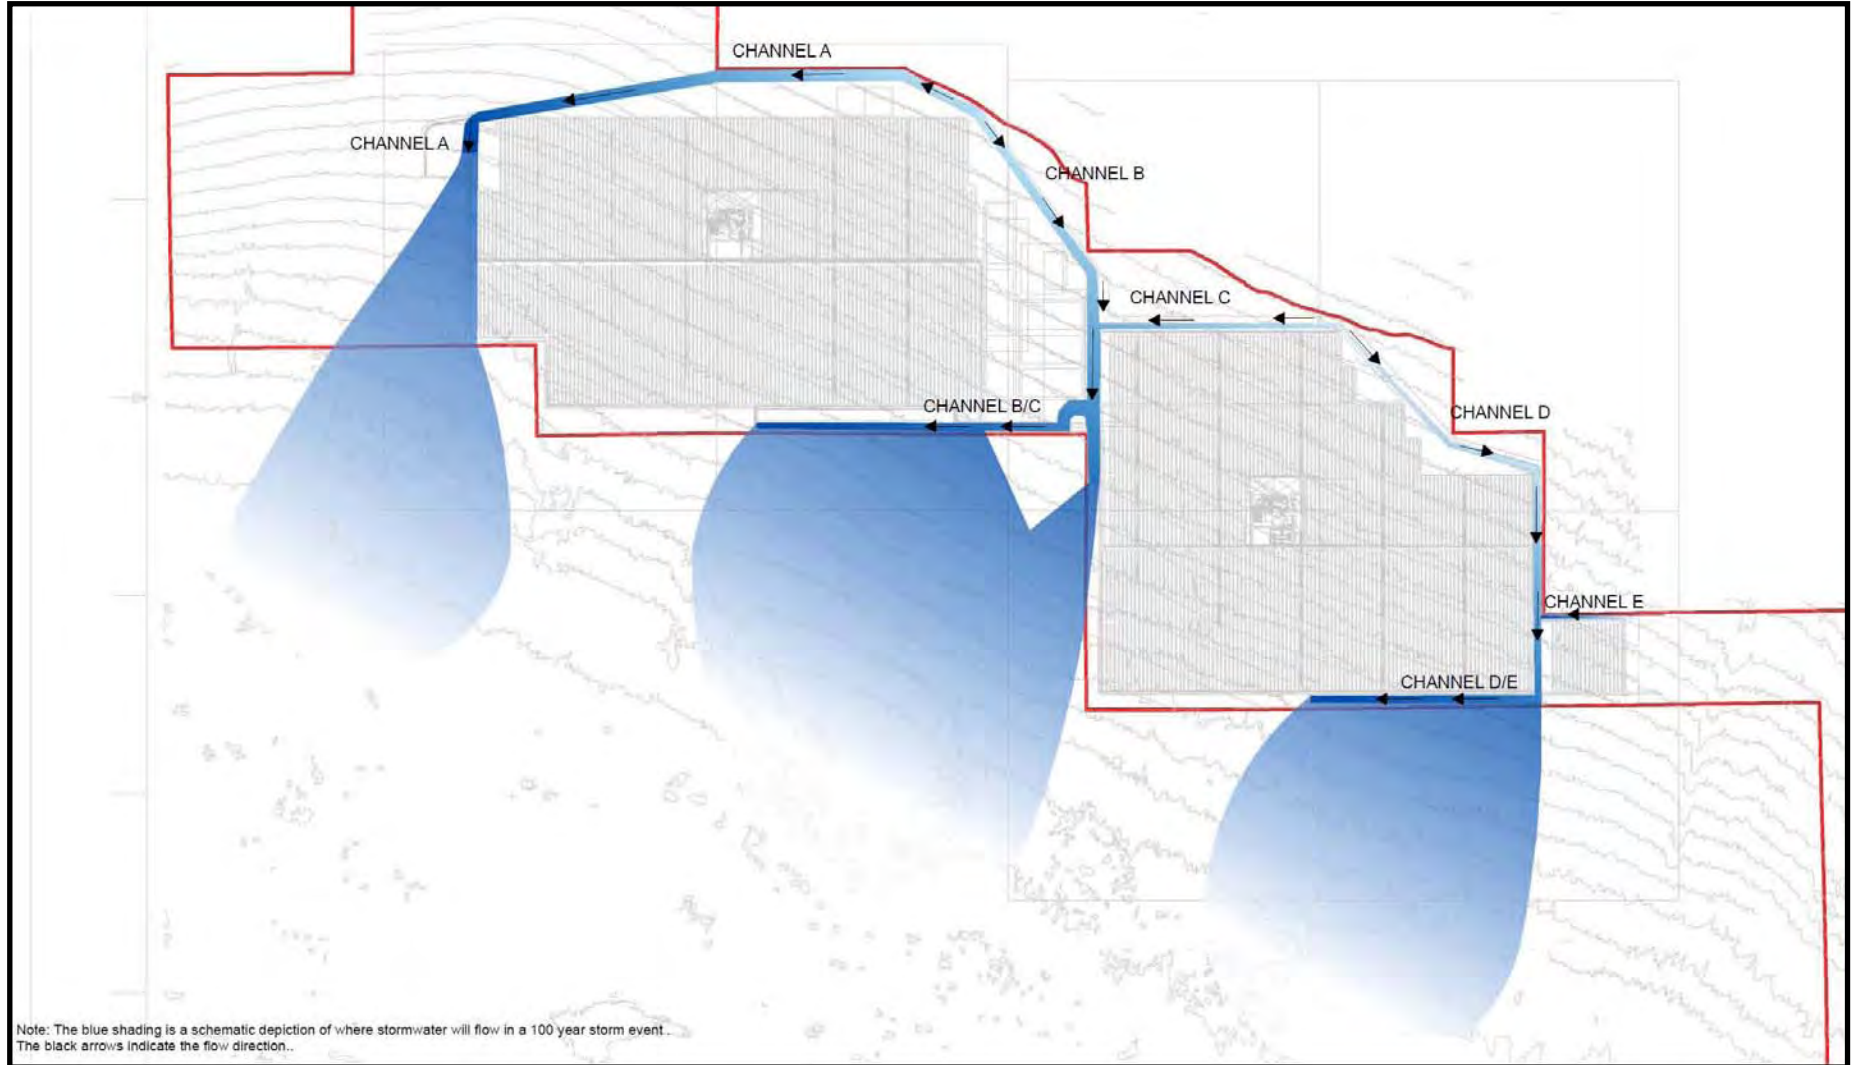 CHANNEL A
CHANNEL A
CHANNEL B
CHANNEL C
CHANNEL B/C
CHANNEL D
CHANNEL E
CHANNEL D/E
Note: The blue shading is a schematic depiction of where stormwater will flow in a 100 year storm event .
The black arrows indicate the flow direction..